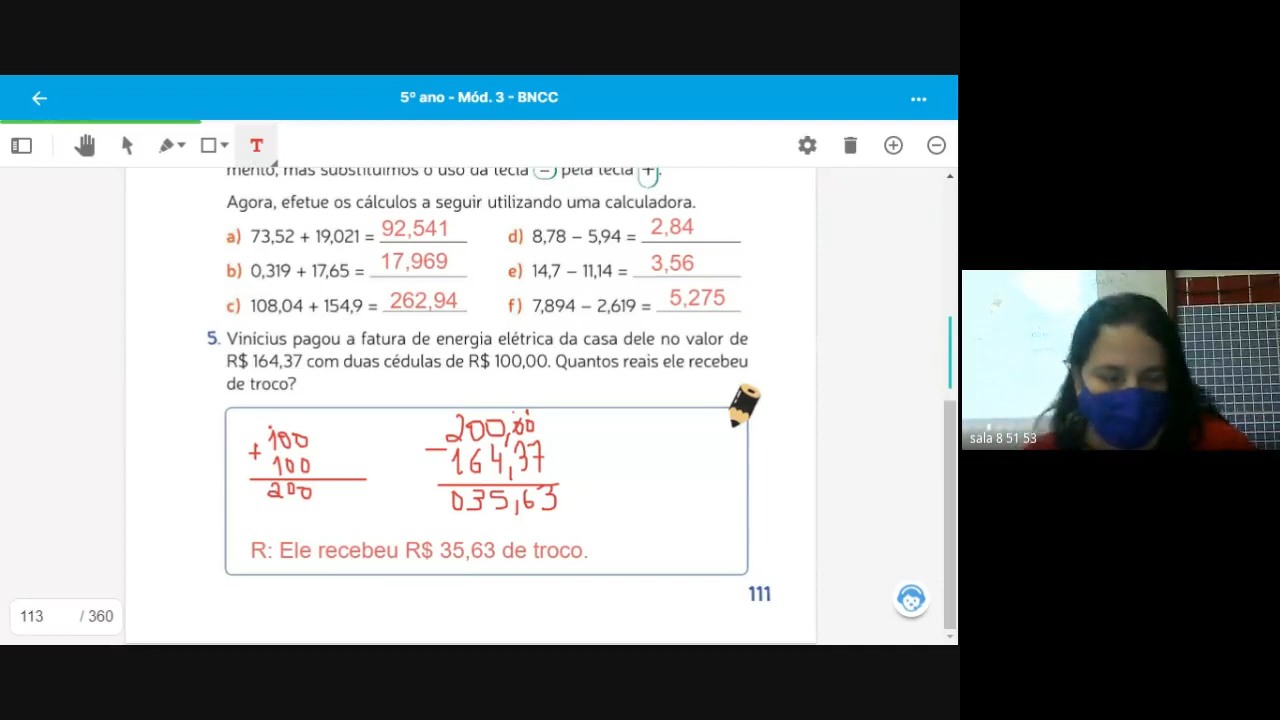 5º ano - Mód. 3 - BNCC
T
mento, mas substituímos o uso da tecla − pela tecla +.
Agora, efetue os cálculos a seguir utilizando uma calculadora.
a) 73,52 + 19,021 = 92,541
d) 8,78 − 5,94 = 2,84
b) 0,319 + 17,65 = 17,969
e) 14,7 − 11,14 = 3,56
c) 108,04 + 154,9 = 262,94
f) 7,894 − 2,619 = 5,275
5. Vinícius pagou a fatura de energia elétrica da casa dele no valor de
R$ 164,37 com duas cédulas de R$ 100,00. Quantos reais ele recebeu
de troco?
100
+ 100
200
200,00
− 164,37
035,63
R: Ele recebeu R$ 35,63 de troco.
111
113 / 360
sala 8 51 53